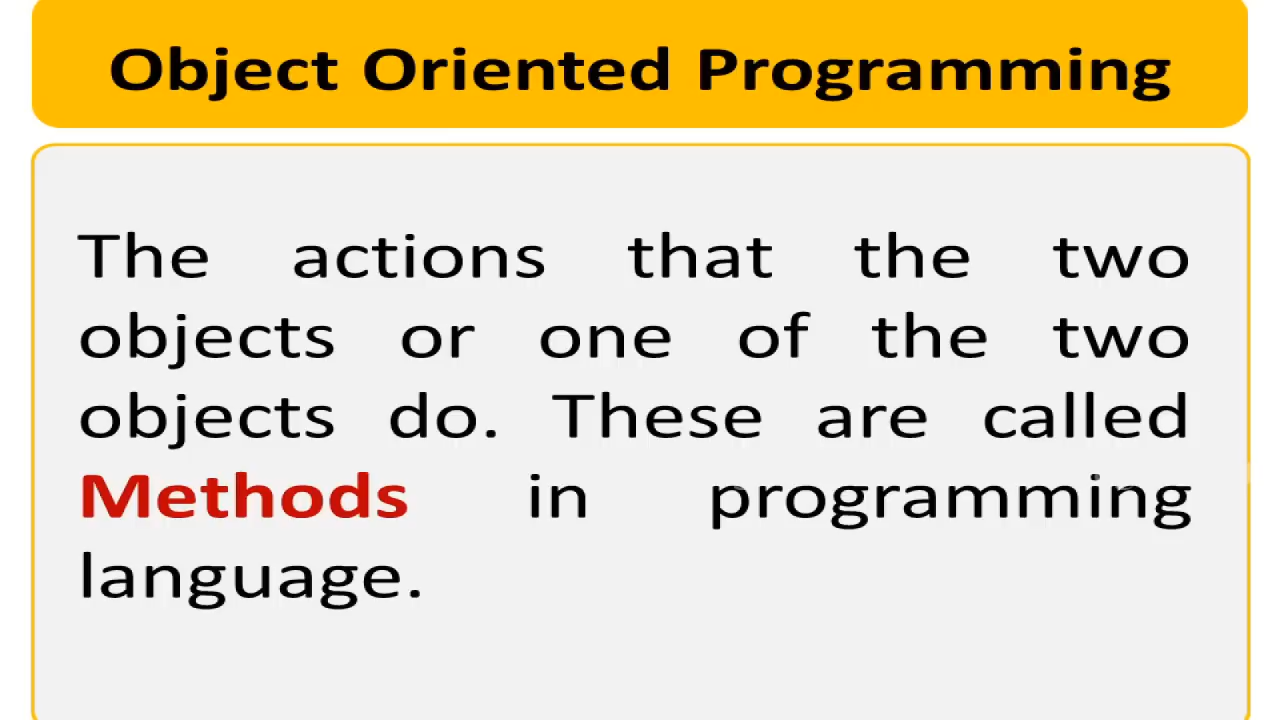 Object Oriented Programming
The actions that the two
objects or one of the two
objects do. These are called
Methods in programming
language.